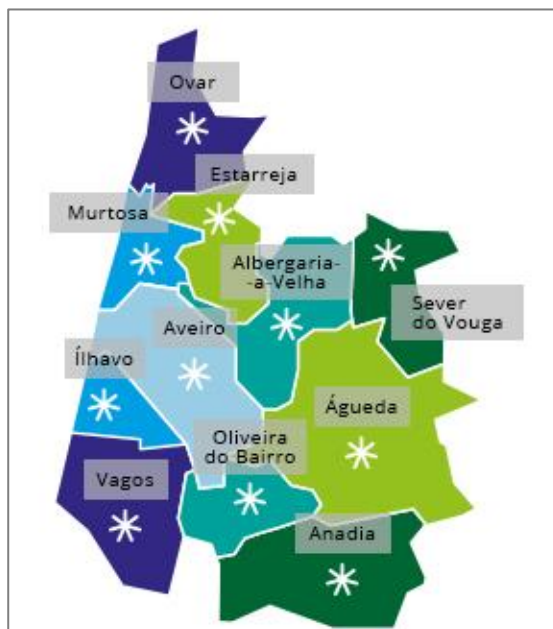 Ovar
Estarreja
Murtosa
Albergaria-
-a-Velha
Sever
do Vouga
Aveiro
Ílhavo
Águeda
Oliveira
do Bairro
Vagos
Anadia